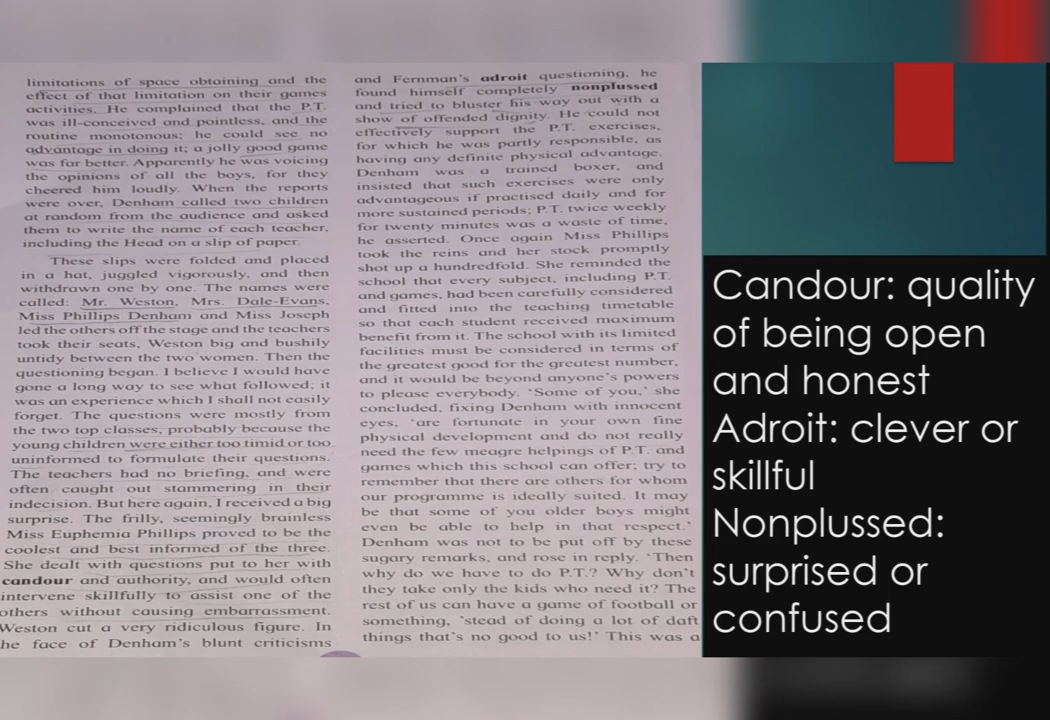 limitations of space obtaining and the
effect of that limitation on their games
activities. He complained that the P.T.
was ill-conceived and pointless, and the
routine monotonous; he could see no
advantage in doing it; a jolly good game
was far better. Apparently he was voicing
the opinions of all the boys, for they
cheered him loudly. When the reports
were over, Denham called two children
at random from the audience and asked
them to write the name of each teacher,
including the Head on a slip of paper.
These slips were folded and placed
in a hat, juggled vigorously, and then
withdrawn one by one. The names were
called: Mr. Weston, Mrs. Dale-Evans,
Miss Phillips Denham and Miss Joseph
led the others off the stage and the teachers
took their seats, Weston big and bushily
untidy between the two women. Then the
questioning began. I believe I would have
gone a long way to see what followed; it
was an experience which I shall not easily
forget. The questions were mostly from
the two top classes, probably because the
young children were either too timid or too
uninformed to formulate their questions.
The teachers had no briefing, and were
often caught out stammering in their
indecision. But here again, I received a big
surprise. The frilly, seemingly brainless
Miss Euphemia Phillips proved to be the
coolest and best informed of the three.
She dealt with questions put to her with
candour and authority, and would often
intervene skillfully to assist one of the
others without causing embarrassment.
Weston cut a very ridiculous figure. In
he face of Denham's blunt criticisms
and Fernman's adroit questioning, he
found himself completely nonplussed
and tried to bluster his way out with a
show of offended dignity. He could not
effectively support the P.T. exercises,
for which he was partly responsible, as
having any definite physical advantage.
Denham was a trained boxer, and
insisted that such exercises were only
advantageous if practised daily and for
more sustained periods; P.T. twice weekly
for twenty minutes was a waste of time,
he asserted. Once again Miss Phillips
took the reins and her stock promptly
shot up a hundredfold. She reminded the
school that every subject, including P.T.
and games, had been carefully considered
and fitted into the teaching timetable
so that each student received maximum
benefit from it. The school with its limited
facilities must be considered in terms of
the greatest good for the greatest number,
and it would be beyond anyone's powers
to please everybody. 'Some of you,' she
concluded, fixing Denham with innocent
eyes, 'are fortunate in your own fine
physical development and do not really
need the few meagre helpings of P.T. and
games which this school can offer; try to
remember that there are others for whom
our programme is ideally suited. It may
be that some of you older boys might
even be able to help in that respect.'
Denham was not to be put off by these
sugary remarks, and rose in reply. 'Then
why do we have to do P.T.? Why don't
they take only the kids who need it? The
rest of us can have a game of football or
something, 'stead of doing a lot of daft
things that's no good to us!' This was a
Candour: quality
of being open
and honest
Adroit: clever or
skillful
Nonplussed:
surprised or
confused